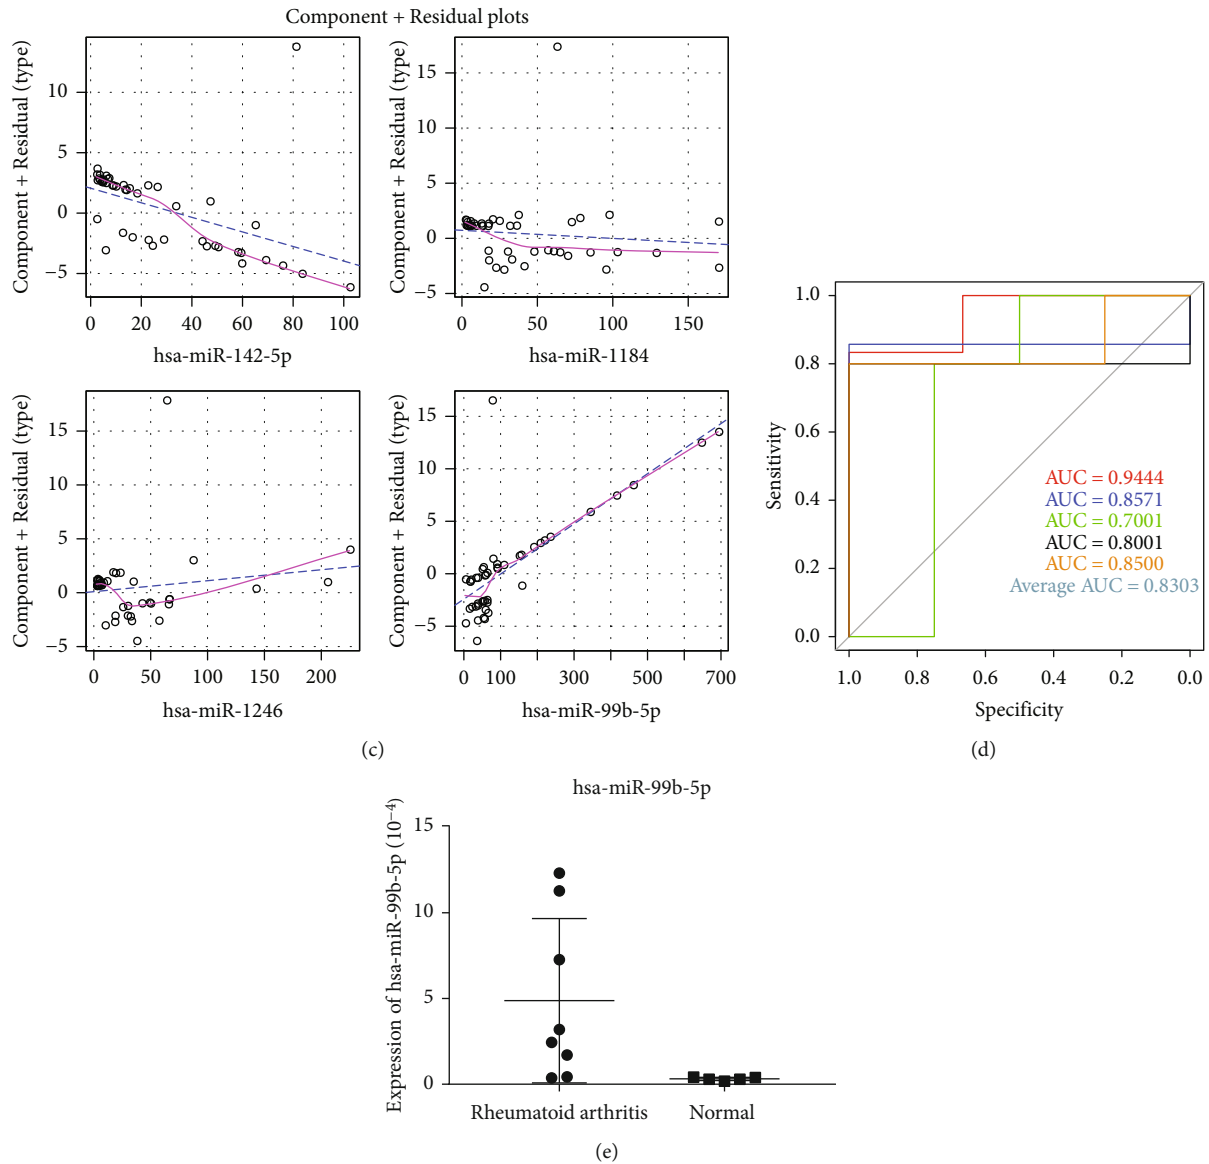 Component + Residual plots
Component + Residual (type)
10
5
0
−5
0 20 40 60 80 100
hsa-miR-142-5p
Component + Residual (type)
15
10
5
0
−5
0 50 100 150
hsa-miR-1184
Component + Residual (type)
15
10
5
0
−5
0 50 100 150 200
hsa-miR-1246
Component + Residual (type)
15
10
5
0
−5
0 100 300 500 700
hsa-miR-99b-5p
(c)
Sensitivity
1.0
0.8
0.6
0.4
0.2
0.0
AUC = 0.9444
AUC = 0.8571
AUC = 0.7001
AUC = 0.8001
AUC = 0.8500
Average AUC = 0.8303
1.0 0.8 0.6 0.4 0.2 0.0
Specificity
(d)
hsa-miR-99b-5p
Expression of hsa-miR-99b-5p (10⁻⁴)
15
10
5
0
Rheumatoid arthritis Normal
(e)